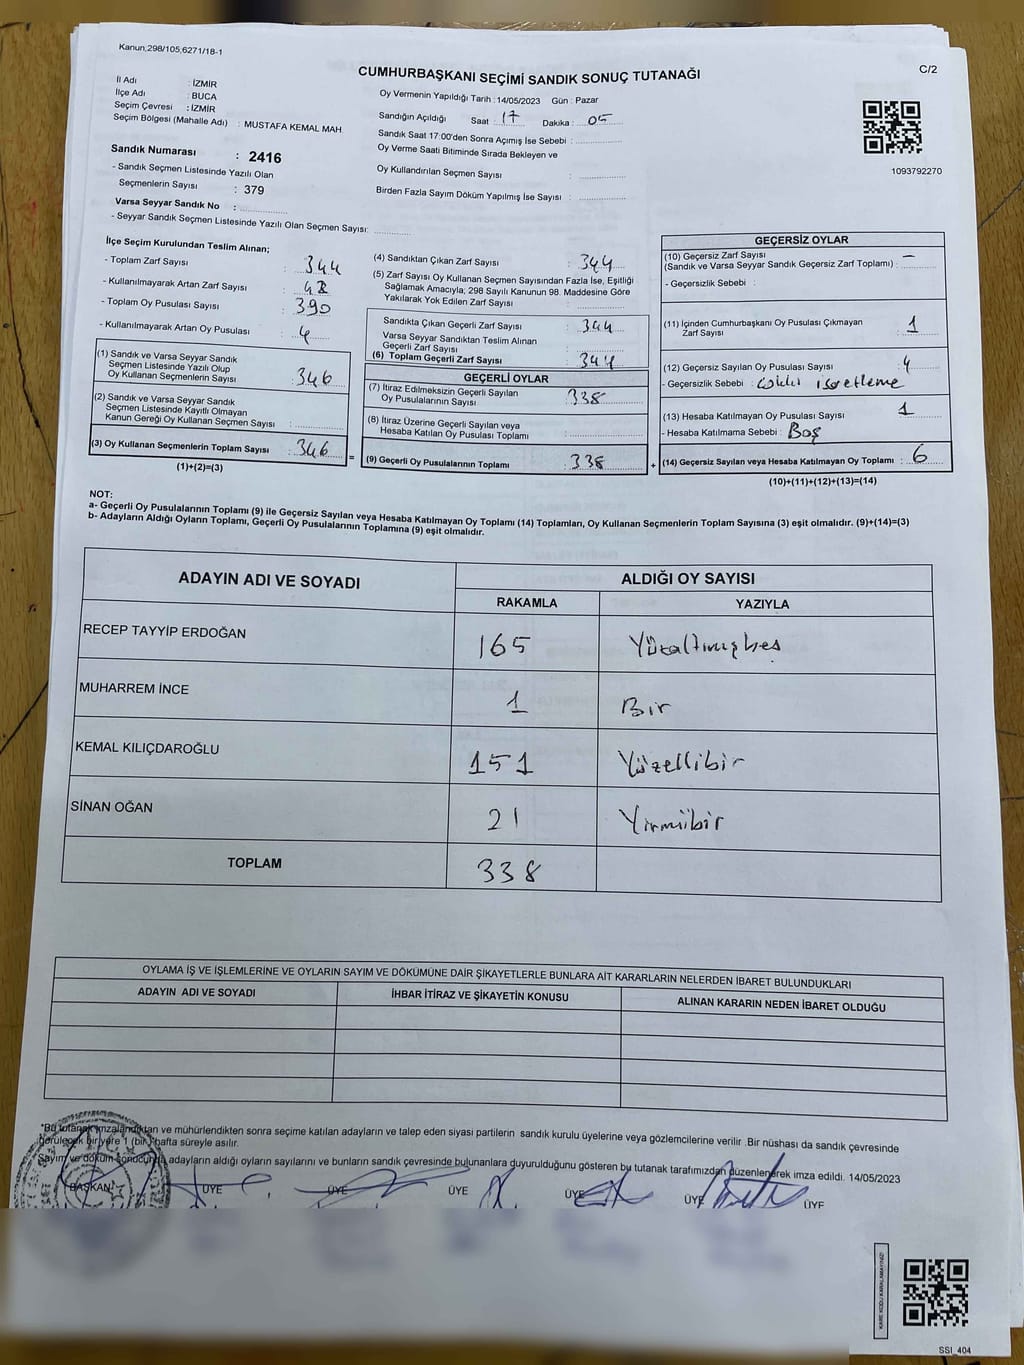 Kanun,298/105,6271/18-1
C/2
CUMHURBAŞKANI SEÇİMİ SANDIK SONUÇ TUTANAĞI
İl Adı : İZMİR
İlçe Adı : BUCA
Seçim Çevresi : İZMİR
Seçim Bölgesi (Mahalle Adı) : MUSTAFA KEMAL MAH.
Sandık Numarası : 2416
- Sandık Seçmen Listesinde Yazılı Olan
Seçmenlerin Sayısı : 379
Varsa Seyyar Sandık No :
- Seyyar Sandık Seçmen Listesinde Yazılı Olan Seçmen Sayısı:
Oy Vermenin Yapıldığı Tarih : 14/05/2023 Gün : Pazar
Sandığın Açıldığı Saat : 17 Dakika : 05
Sandık Saat 17:00'den Sonra Açımış İse Sebebi :
Oy Verme Saati Bitiminde Sırada Bekleyen ve
Oy Kullandırılan Seçmen Sayısı :
Birden Fazla Sayım Döküm Yapılmış İse Sayısı :
1093792270
İlçe Seçim Kurulundan Teslim Alınan;
- Toplam Zarf Sayısı : 344
- Kullanılmayarak Artan Zarf Sayısı :
- Toplam Oy Pusulası Sayısı : 390
- Kullanılmayarak Artan Oy Pusulası : 4
(1) Sandık ve Varsa Seyyar Sandık
Seçmen Listesinde Yazılı Olup
Oy Kullanan Seçmenlerin Sayısı : 346
(2) Sandık ve Varsa Seyyar Sandık
Seçmen Listesinde Kayıtlı Olmayan
Kanun Gereği Oy Kullanan Seçmen Sayısı :
(3) Oy Kullanan Seçmenlerin Toplam Sayısı : 346
(1)+(2)=(3)
=
(4) Sandıktan Çıkan Zarf Sayısı : 344
(5) Zarf Sayısı Oy Kullanan Seçmen Sayısından Fazla İse, Eşitliği
Sağlamak Amacıyla; 298 Sayılı Kanunun 98. Maddesine Göre
Yakılarak Yok Edilen Zarf Sayısı
Sandıkta Çıkan Geçerli Zarf Sayısı : 344
Varsa Seyyar Sandıktan Teslim Alınan
Geçerli Zarf Sayısı :
(6) Toplam Geçerli Zarf Sayısı : 344
GEÇERLİ OYLAR
(7) İtiraz Edilmeksizin Geçerli Sayılan
Oy Pusulalarının Sayısı : 338
(8) İtiraz Üzerine Geçerli Sayılan veya
Hesaba Katılan Oy Pusulası Toplamı :
(9) Geçerli Oy Pusulalarının Toplamı : 338
+
GEÇERSİZ OYLAR
(10) Geçersiz Zarf Sayısı
(Sandık ve Varsa Seyyar Sandık Geçersiz Zarf Toplamı) : —
- Geçersizlik Sebebi :
(11) İçinden Cumhurbaşkanı Oy Pusulası Çıkmayan
Zarf Sayısı : 1
(12) Geçersiz Sayılan Oy Pusulası Sayısı : 4
- Geçersizlik Sebebi : işaretleme
(13) Hesaba Katılmayan Oy Pusulası Sayısı : 1
- Hesaba Katılmama Sebebi : Boş
(14) Geçersiz Sayılan veya Hesaba Katılmayan Oy Toplamı : 6
(10)+(11)+(12)+(13)=(14)
NOT:
a- Geçerli Oy Pusulalarının Toplamı (9) ile Geçersiz Sayılan veya Hesaba Katılmayan Oy Toplamı (14) Toplamları, Oy Kullanan Seçmenlerin Toplam Sayısına (3) eşit olmalıdır. (9)+(14)=(3)
b- Adayların Aldığı Oyların Toplamı, Geçerli Oy Pusulalarının Toplamına (9) eşit olmalıdır.
ADAYIN ADI VE SOYADI ALDIĞI OY SAYISI
RAKAMLA YAZIYLA
RECEP TAYYİP ERDOĞAN 165 Yüzaltmışbeş
MUHARREM İNCE 1 Bir
KEMAL KILIÇDAROĞLU 151 Yüzellibir
SİNAN OĞAN 21 Yirmibir
TOPLAM 338
OYLAMA İŞ VE İŞLEMLERİNE VE OYLARIN SAYIM VE DÖKÜMÜNE DAİR ŞİKAYETLERLE BUNLARA AİT KARARLARIN NELERDEN İBARET BULUNDUKLARI
ADAYIN ADI VE SOYADI İHBAR İTİRAZ VE ŞİKAYETİN KONUSU ALINAN KARARIN NEDEN İBARET OLDUĞU
*Bu tutanak imzalandıktan ve mühürlendikten sonra seçime katılan adayların ve talep eden siyasi partilerin sandık kurulu üyelerine veya gözlemcilerine verilir .Bir nüshası da sandık çevresinde
görülecek bir yere 1 (bir) hafta süreyle asılır.
Sayım ve döküm sonucunda adayların aldığı oyların sayılarını ve bunların sandık çevresinde bulunanlara duyurulduğunu gösteren bu tutanak tarafımızdan düzenlenerek imza edildi. 14/05/2023
BAŞKAN ÜYE ÜYE ÜYE ÜYE ÜYE ÜYE
SSI_404